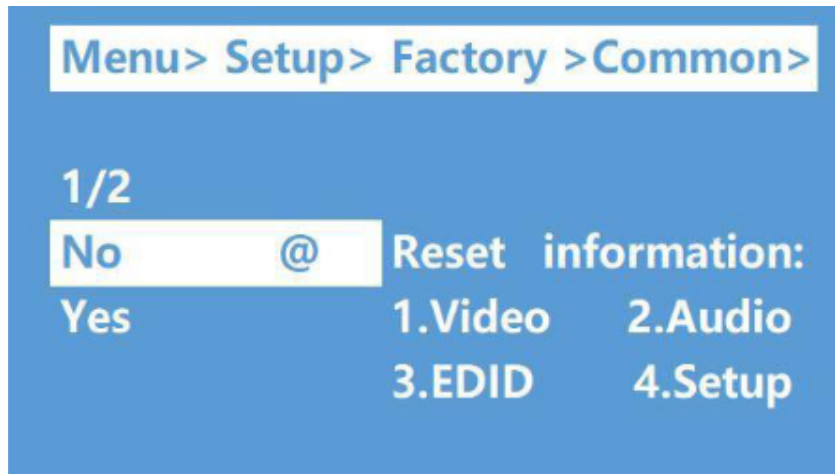 Menu> Setup> Factory >Common>
1/2
No @ Reset information:
Yes 1.Video 2.Audio
3.EDID 4.Setup